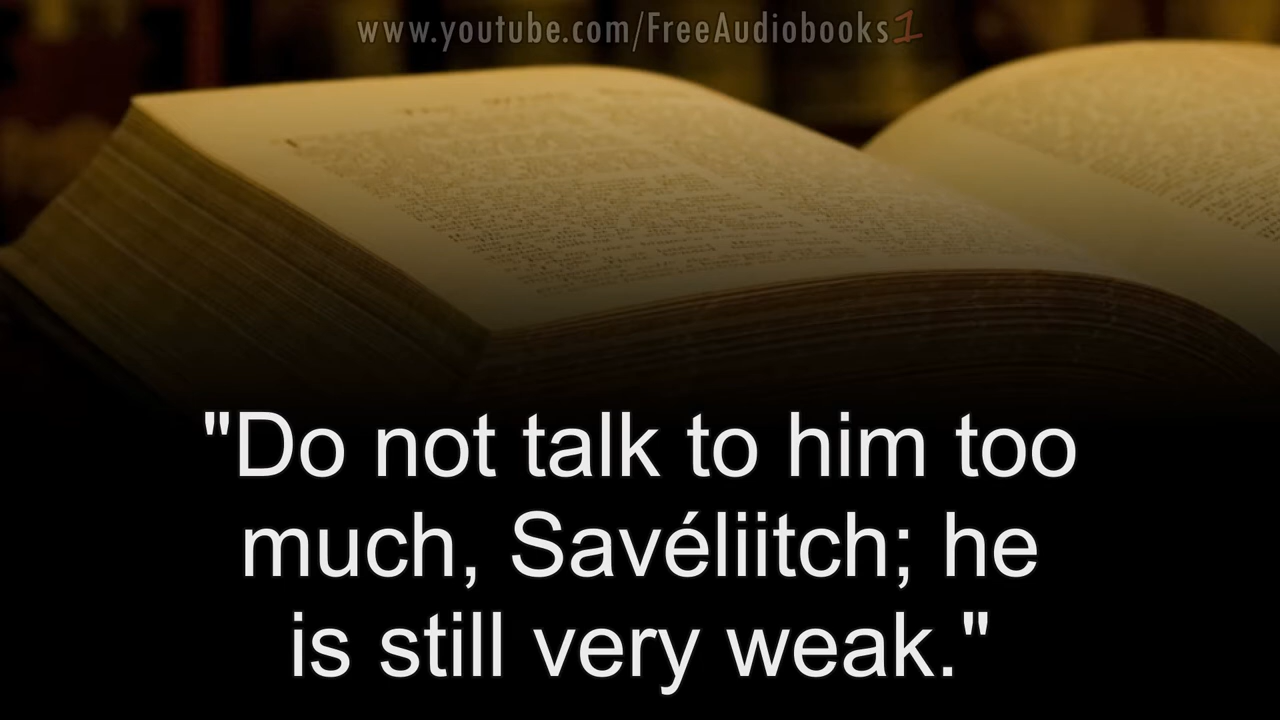 www.youtube.com/FreeAudiobooks1
"Do not talk to him too
much, Savéliitch; he
is still very weak."